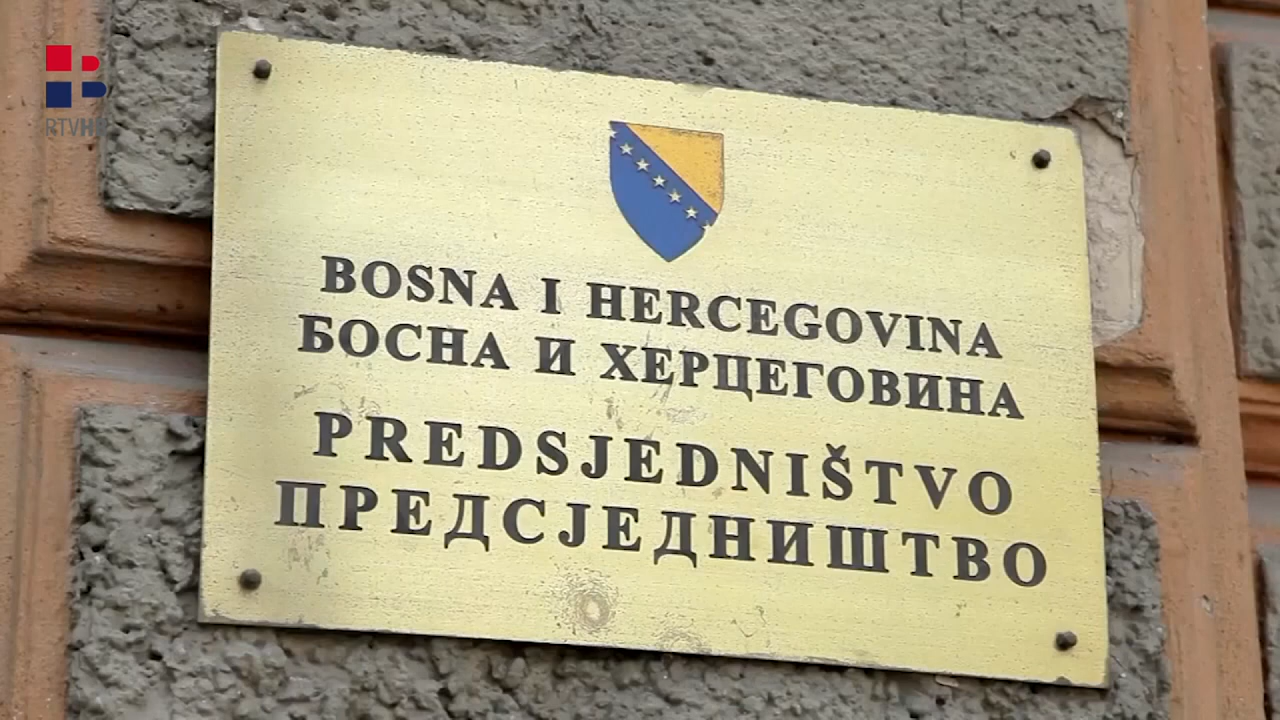 RTVHB
BOSNA I HERCEGOVINA
БОСНА И ХЕРЦЕГОВИНА
PREDSJEDNIŠTVO
ПРЕДСЈЕДНИШТВО